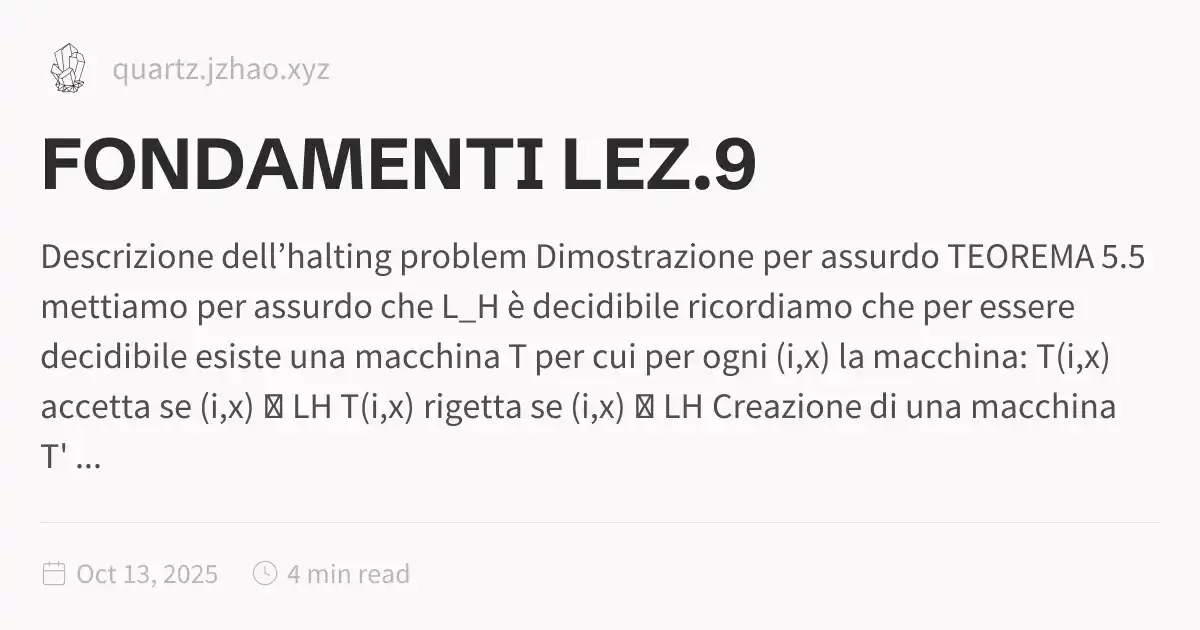 quartz.jzhao.xyz
FONDAMENTI LEZ.9
Descrizione dell’halting problem Dimostrazione per assurdo TEOREMA 5.5
mettiamo per assurdo che L_H è decidibile ricordiamo che per essere
decidibile esiste una macchina T per cui per ogni (i,x) la macchina: T(i,x)
accetta se (i,x) LH T(i,x) rigetta se (i,x) LH Creazione di una macchina
T' ...
Oct 13, 2025
4 min read